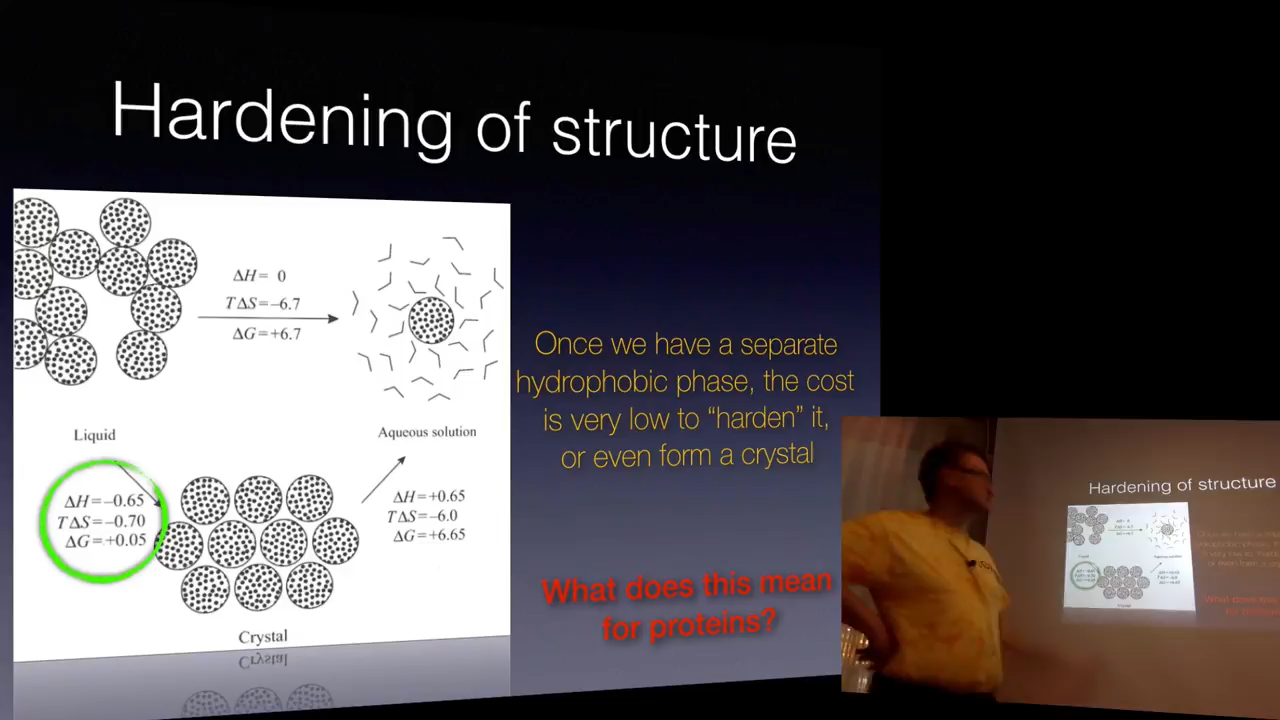 Hardening of structure
ΔH= 0
TΔS=–6.7
ΔG=+6.7
Liquid
Aqueous solution
ΔH=–0.65
TΔS=–0.70
ΔG=+0.05
ΔH=+0.65
TΔS=–6.0
ΔG=+6.65
Crystal
Once we have a separate
hydrophobic phase, the cost
is very low to “harden” it,
or even form a crystal
What does this mean
for proteins?
Hardening of structure